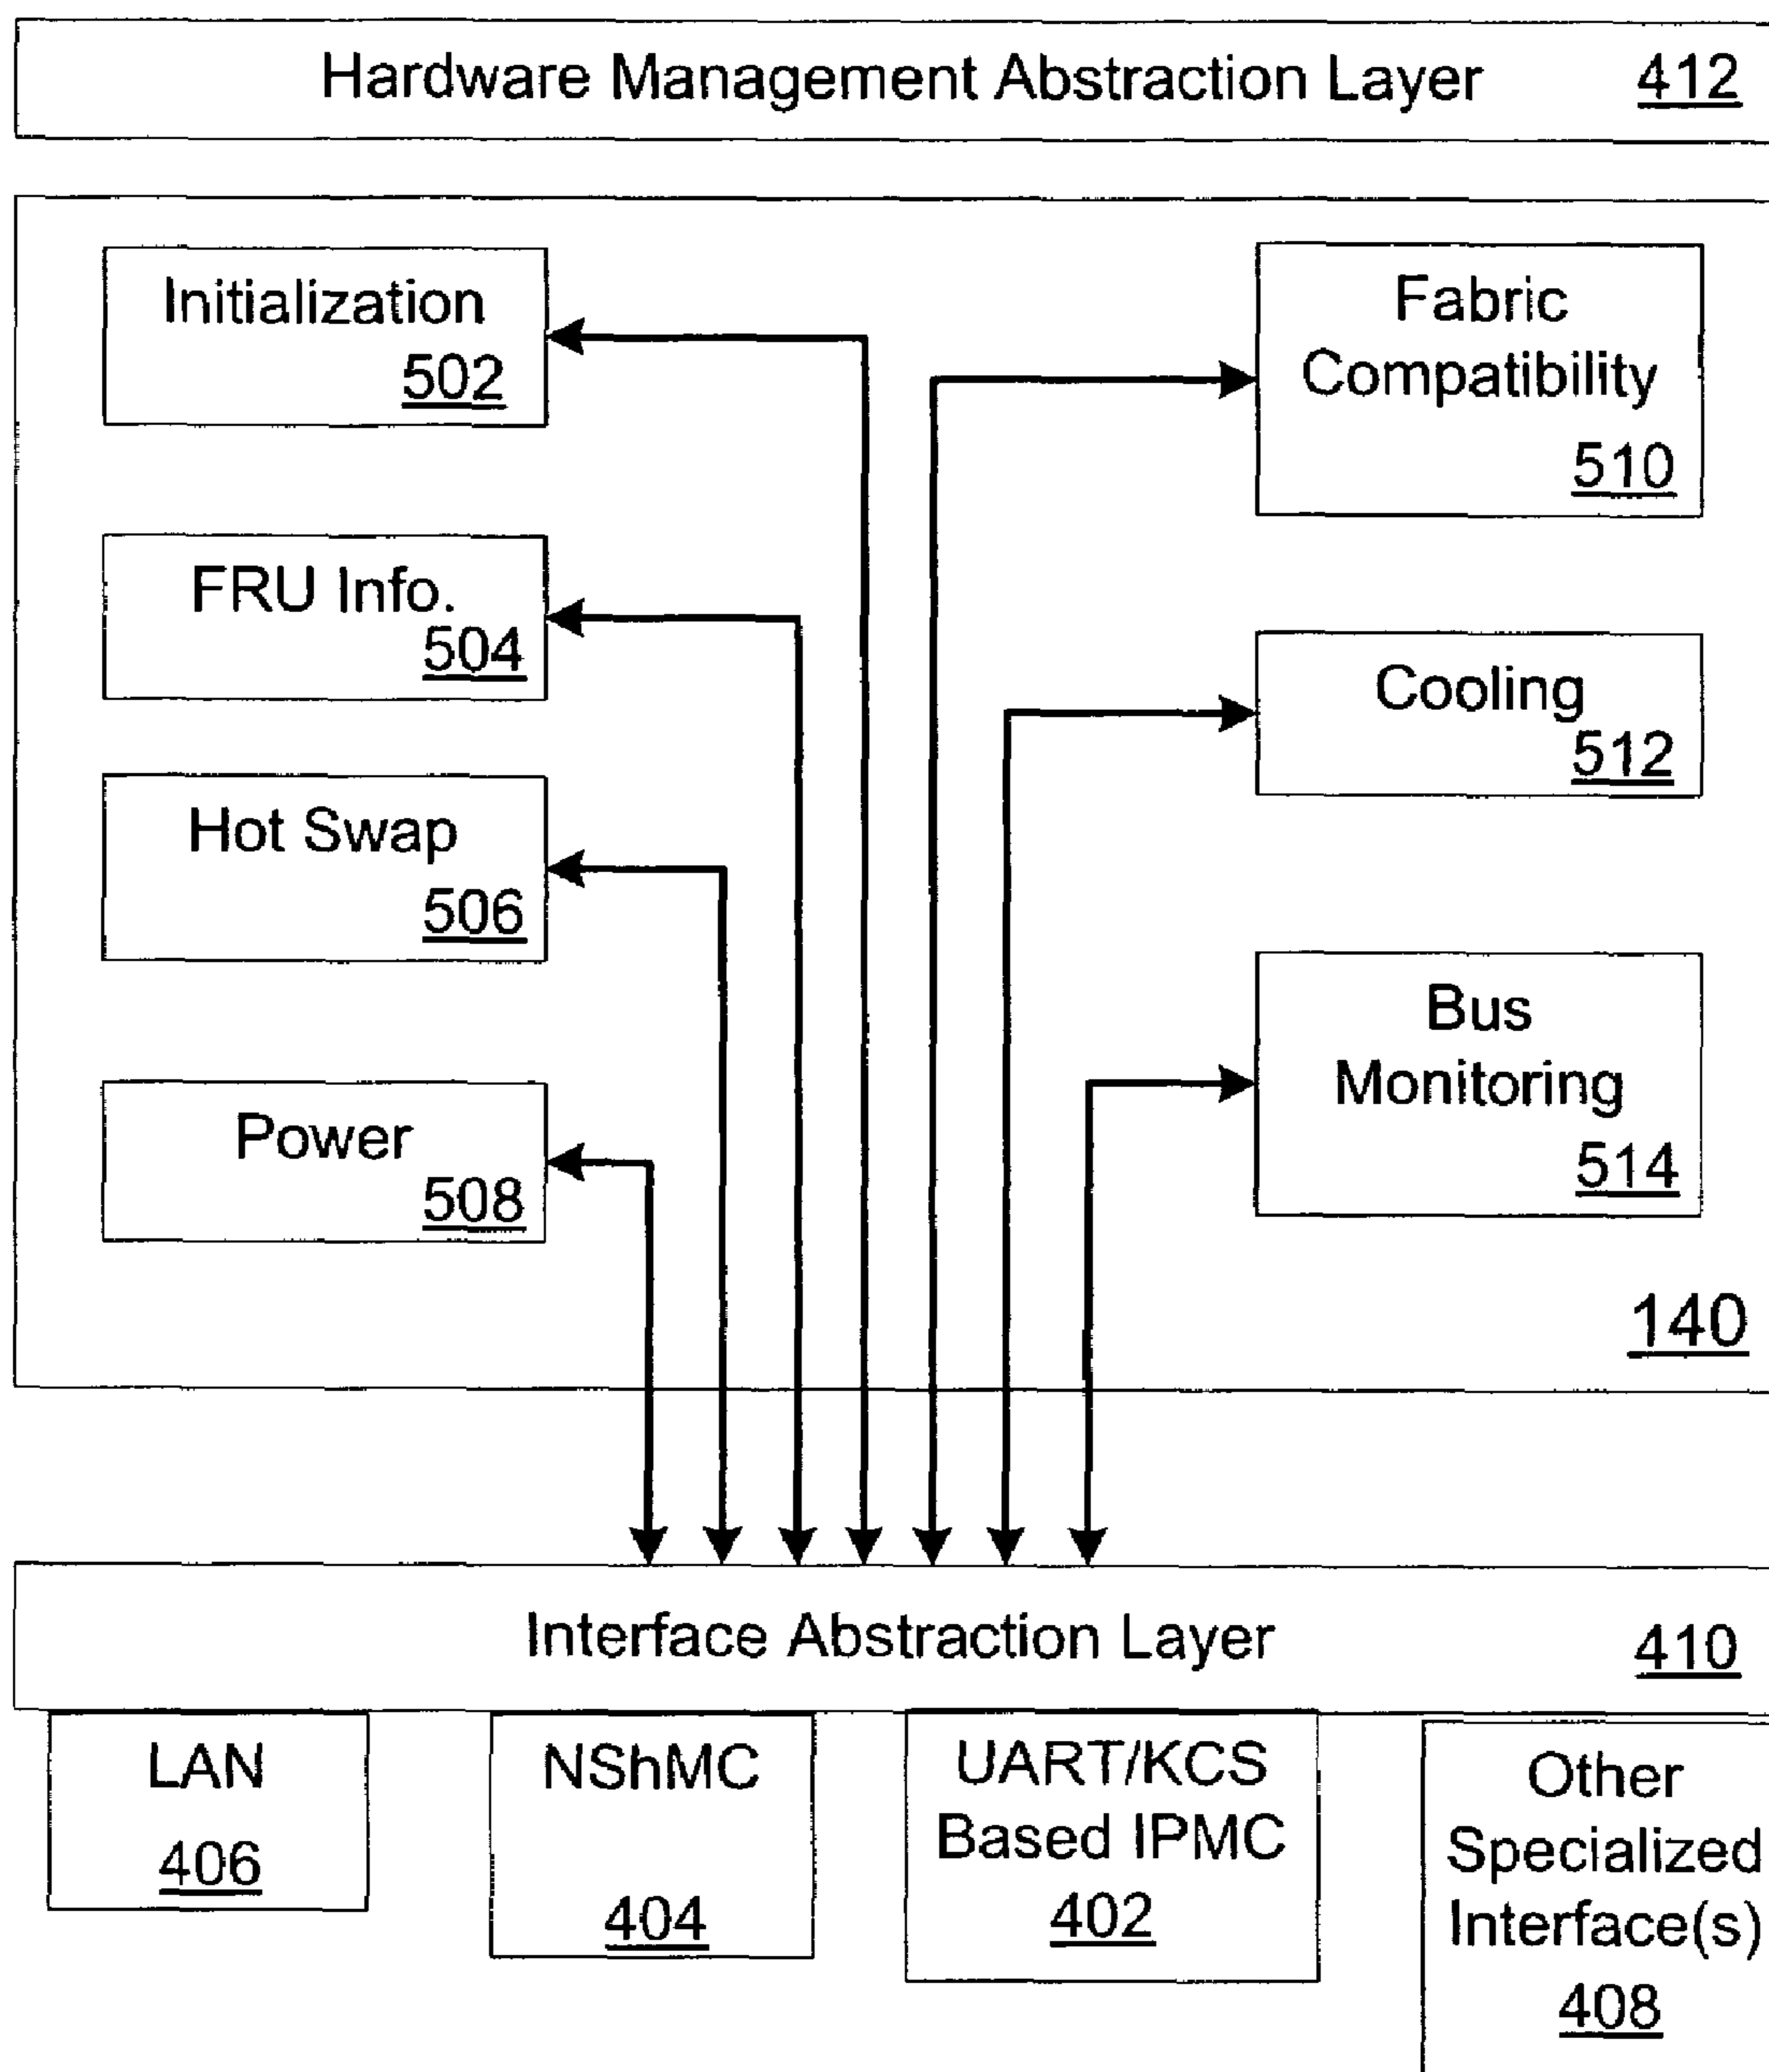 Hardware Management Abstraction Layer 412
Initialization
502
FRU Info.
504
Hot Swap
506
Power
508
Fabric
Compatibility
510
Cooling
512
Bus
Monitoring
514
140
Interface Abstraction Layer 410
LAN
406
NShMC
404
UART/KCS
Based IPMC
402
Other
Specialized
Interface(s)
408